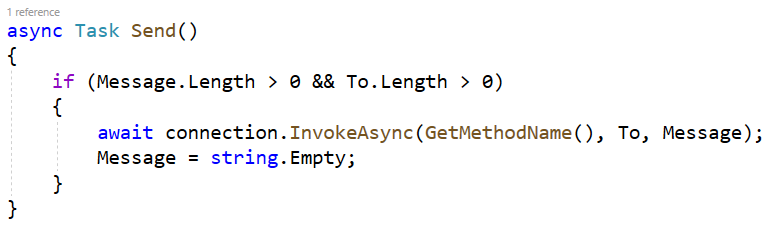 1 reference
async Task Send()
{
    if (Message.Length > 0 && To.Length > 0)
    {
        await connection.InvokeAsync(GetMethodName(), To, Message);
        Message = string.Empty;
    }
}